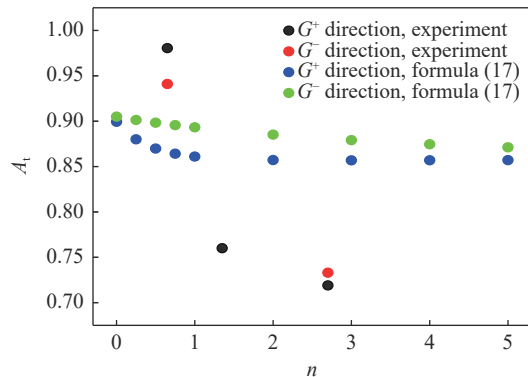 1.00
G⁺ direction, experiment
G⁻ direction, experiment
0.95
G⁺ direction, formula (17)
G⁻ direction, formula (17)
0.90
Aₜ
0.85
0.80
0.75
0.70
0 1 2 3 4 5
n